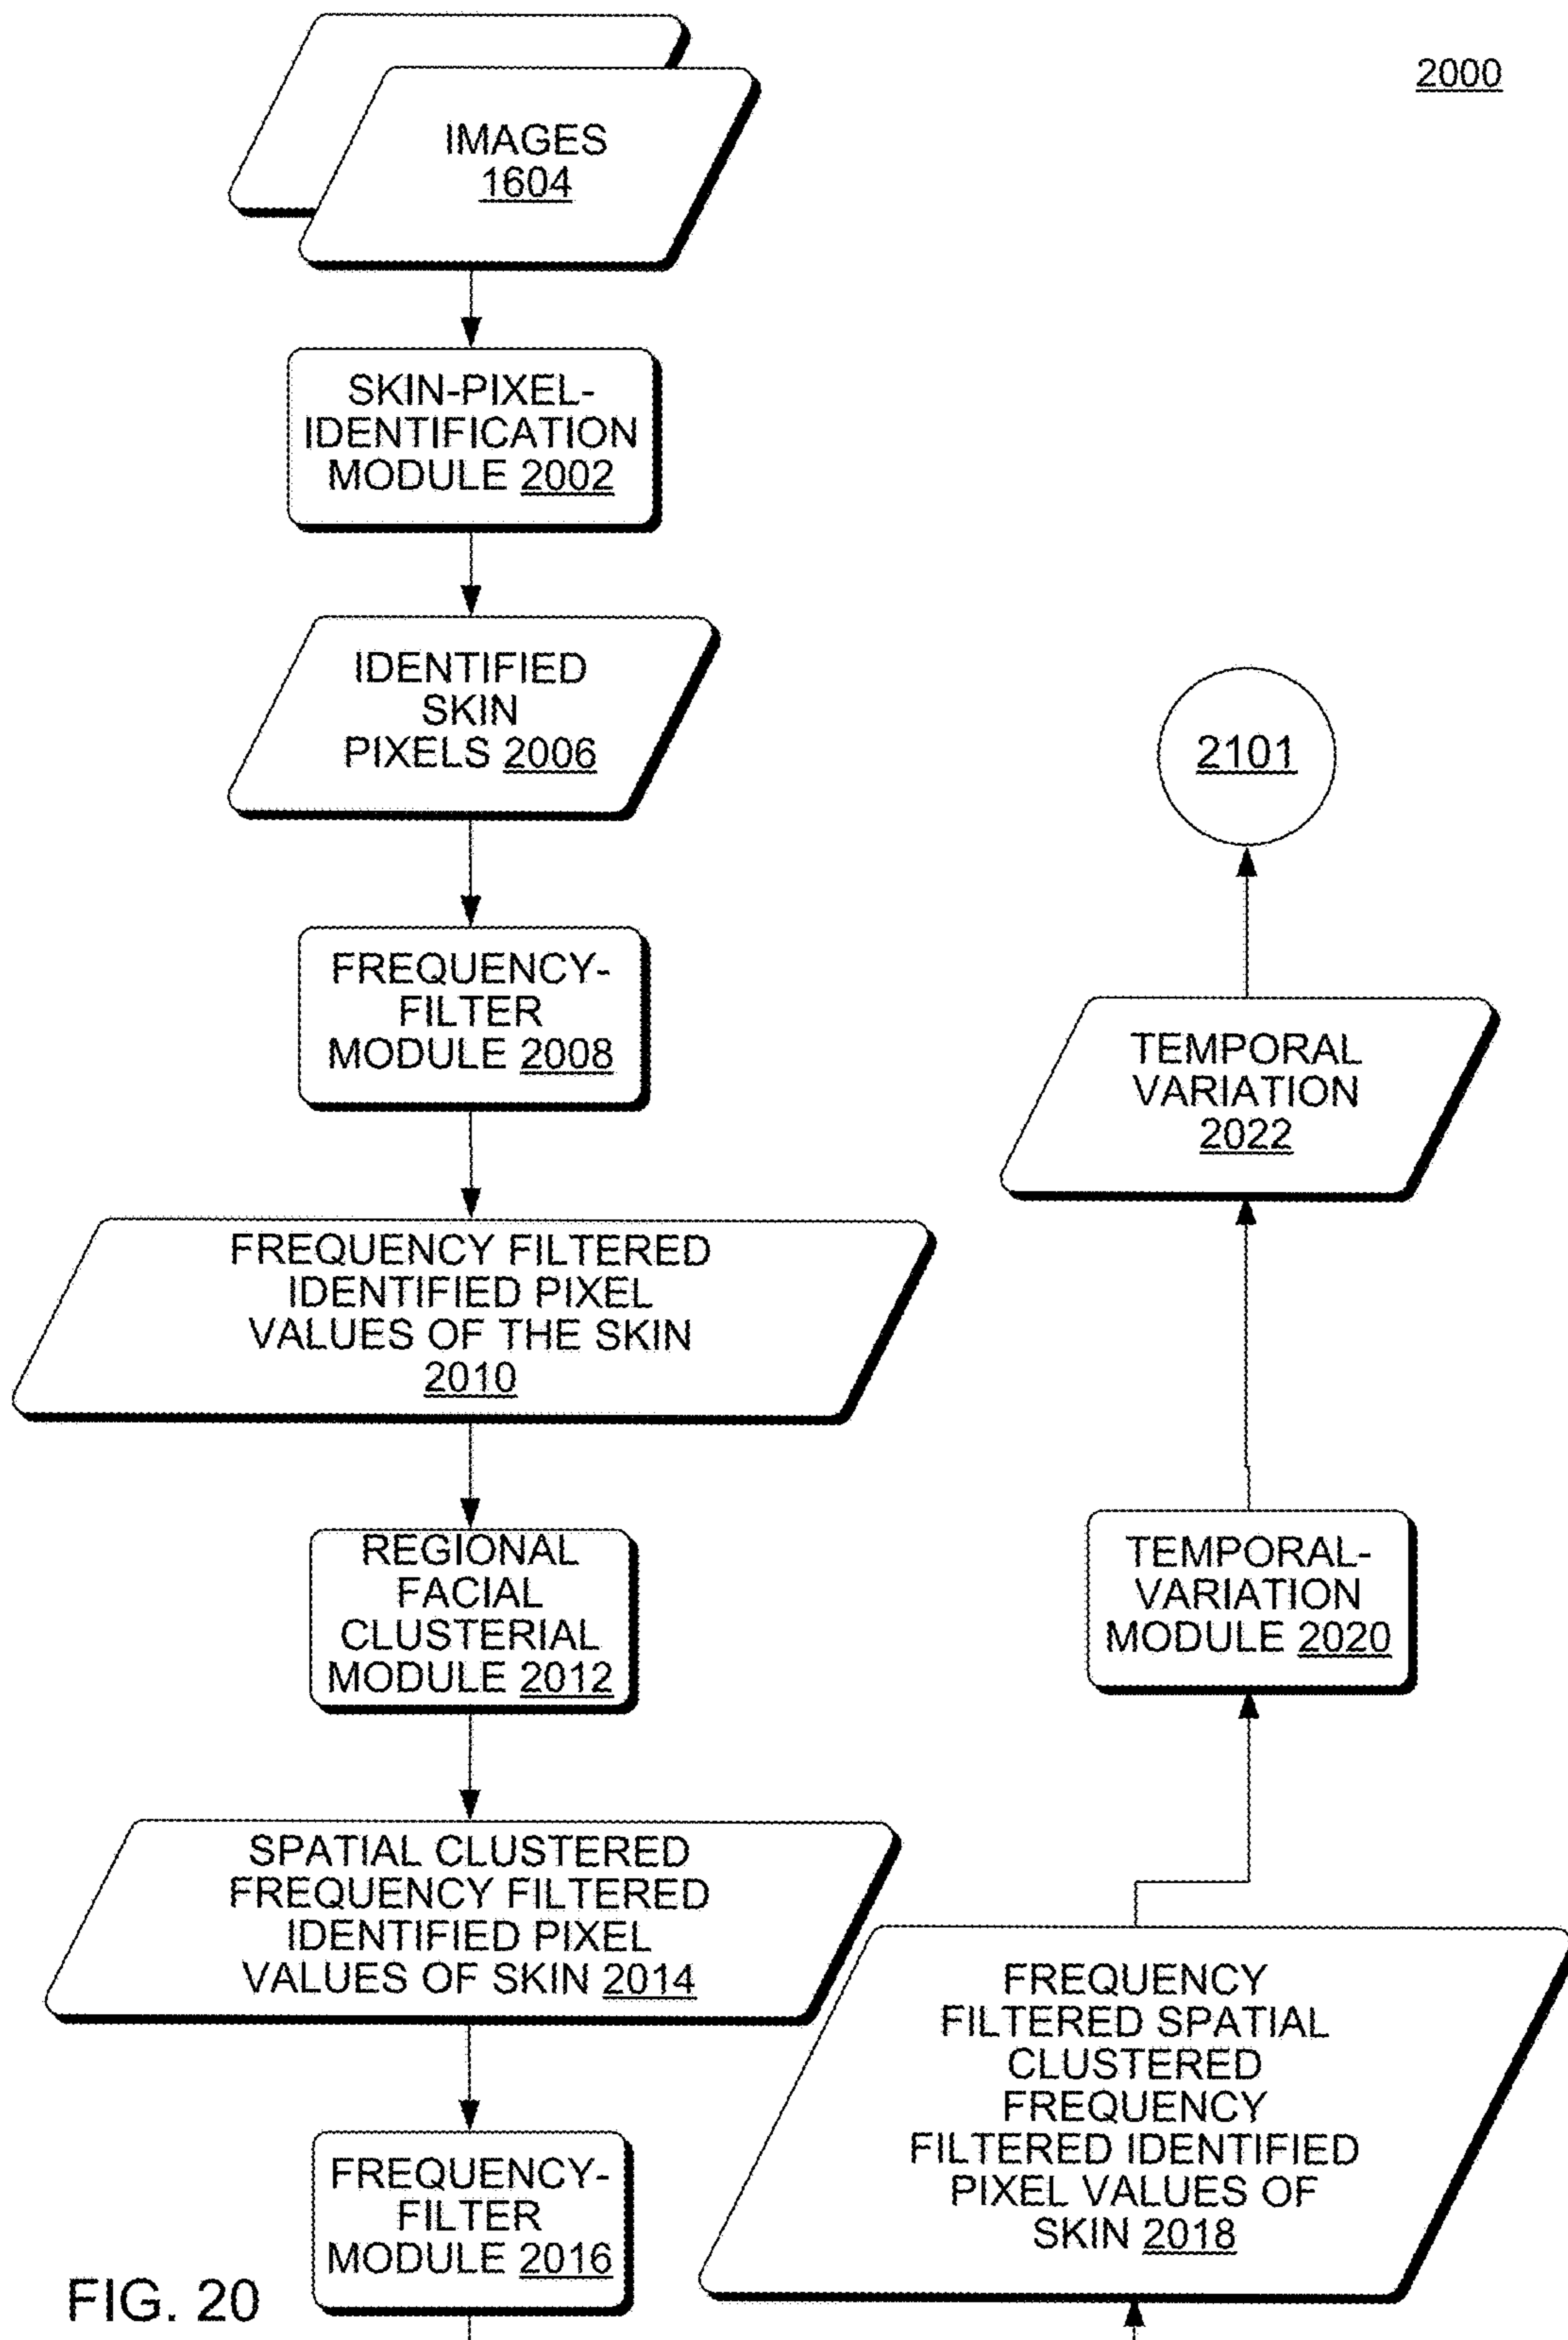 2000
IMAGES
1604
SKIN-PIXEL-
IDENTIFICATION
MODULE 2002
IDENTIFIED
SKIN
PIXELS 2006
FREQUENCY-
FILTER
MODULE 2008
FREQUENCY FILTERED
IDENTIFIED PIXEL
VALUES OF THE SKIN
2010
REGIONAL
FACIAL
CLUSTERIAL
MODULE 2012
SPATIAL CLUSTERED
FREQUENCY FILTERED
IDENTIFIED PIXEL
VALUES OF SKIN 2014
FREQUENCY-
FILTER
MODULE 2016
FREQUENCY
FILTERED SPATIAL
CLUSTERED
FREQUENCY
FILTERED IDENTIFIED
PIXEL VALUES OF
SKIN 2018
TEMPORAL-
VARIATION
MODULE 2020
TEMPORAL
VARIATION
2022
2101
FIG. 20